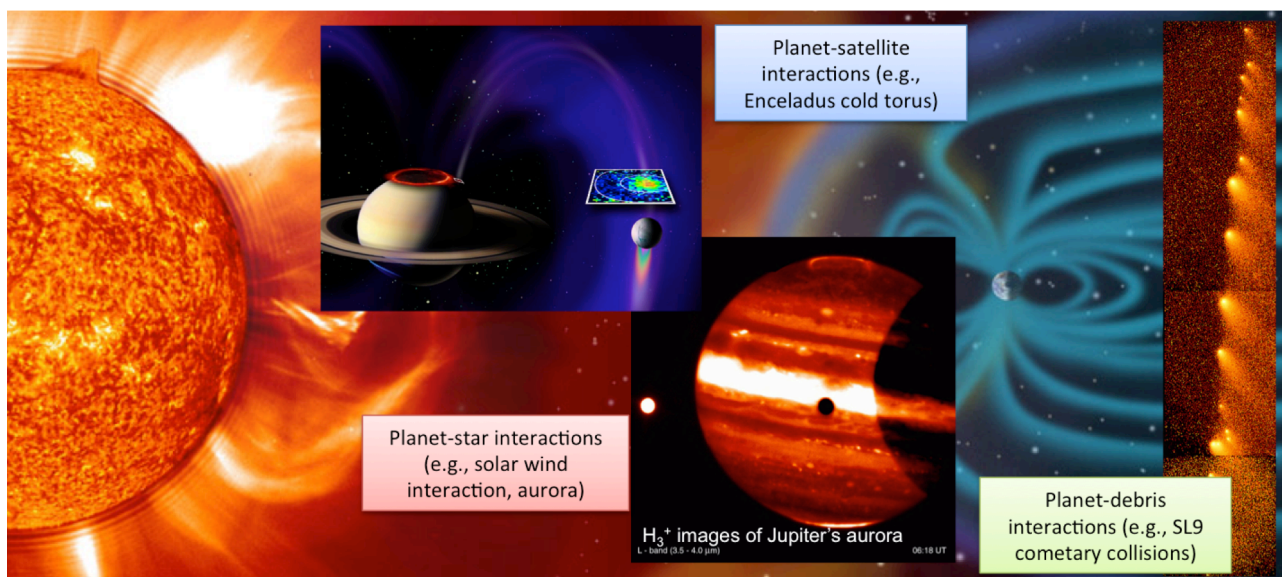 Planet-satellite
interactions (e.g.,
Enceladus cold torus)
Planet-star interactions
(e.g., solar wind
interaction, aurora)
H₃⁺ images of Jupiter's aurora
L - band (3.5 - 4.0 μm)
06:18 UT
Planet-debris
interactions (e.g., SL9
cometary collisions)